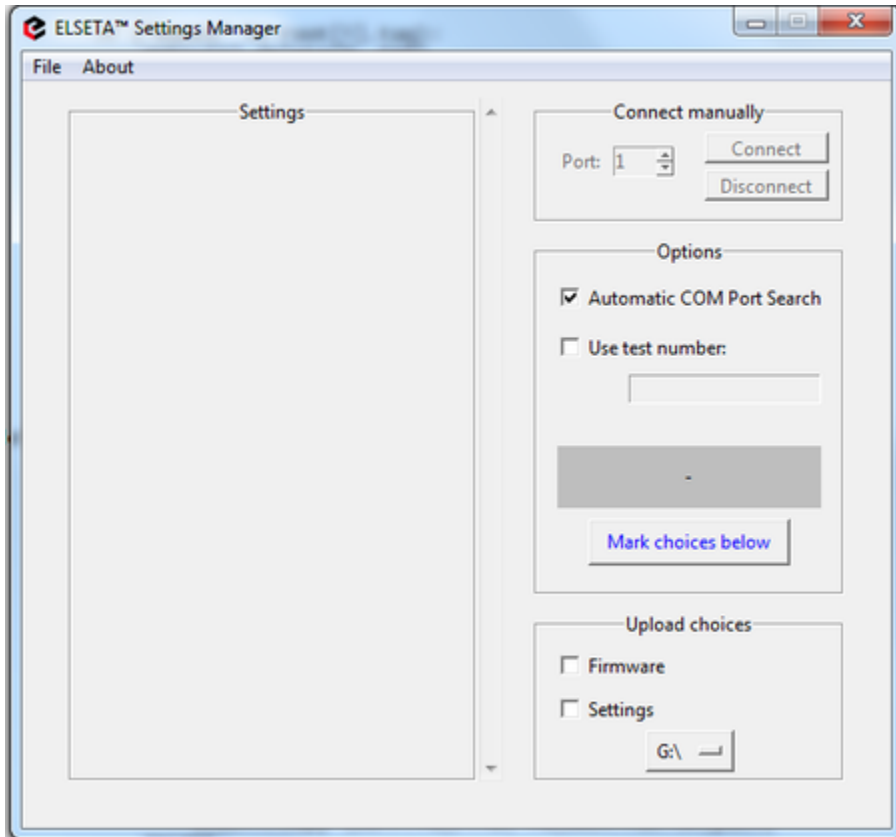 ELSETA™ Settings Manager
File About
Settings
Connect manually
Port: 1
Connect
Disconnect
Options
Automatic COM Port Search
Use test number:
-
Mark choices below
Upload choices
Firmware
Settings
G:\